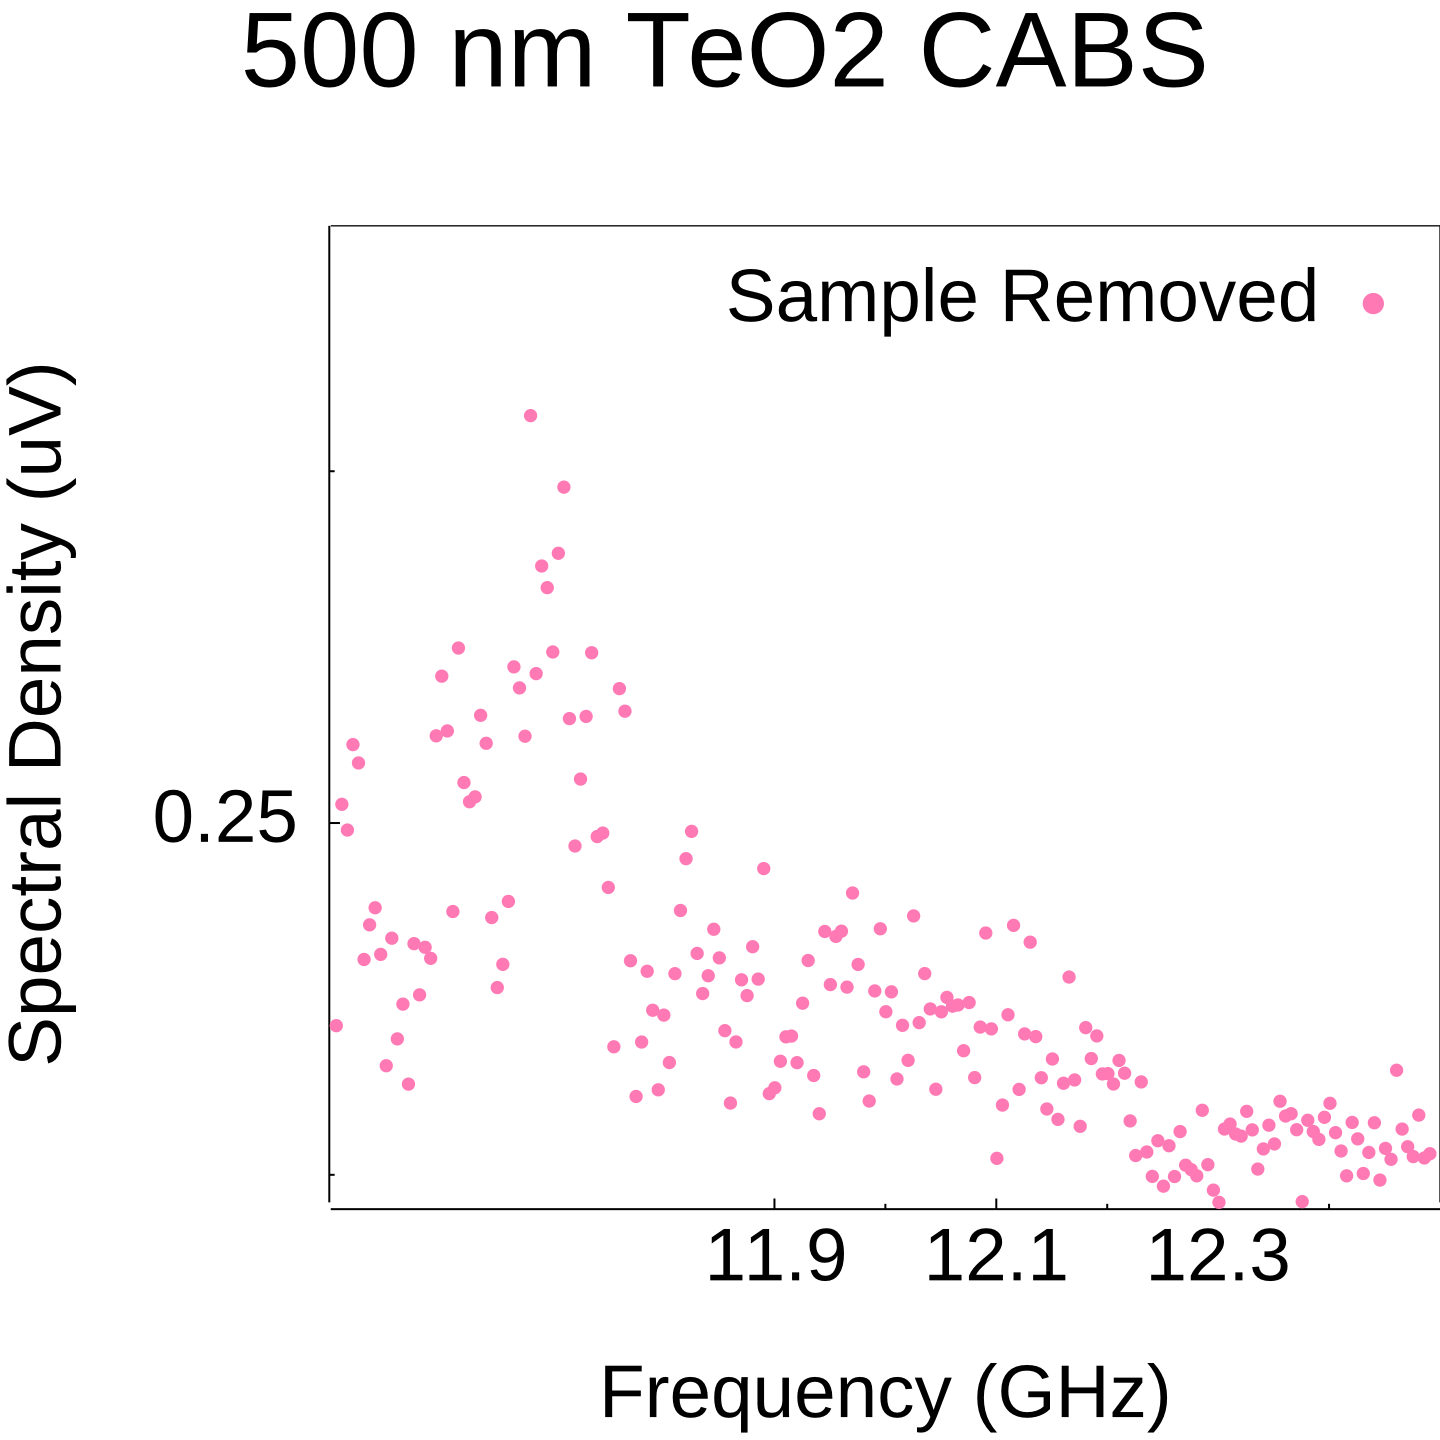 500 nm TeO2 CABS
Sample Removed
Spectral Density (uV)
0.25
11.9 12.1 12.3
Frequency (GHz)